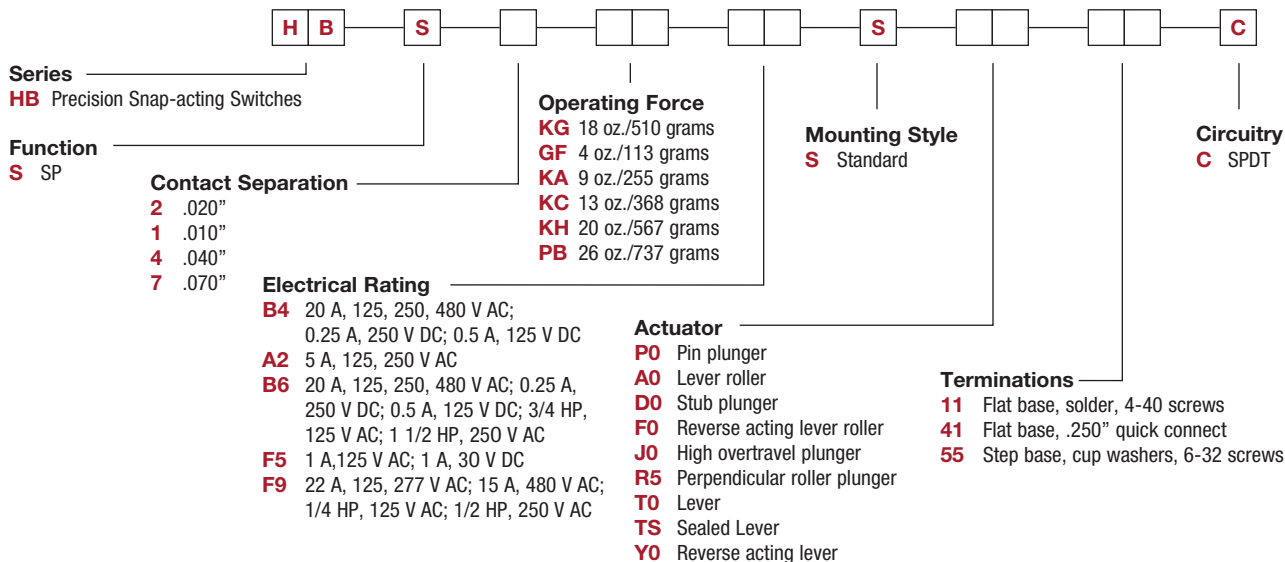 H B S S C
Series
HB Precision Snap-acting Switches
Function
S SP
Contact Separation
2 .020”
1 .010”
4 .040”
7 .070”
Operating Force
KG 18 oz./510 grams
GF 4 oz./113 grams
KA 9 oz./255 grams
KC 13 oz./368 grams
KH 20 oz./567 grams
PB 26 oz./737 grams
Electrical Rating
B4 20 A, 125, 250, 480 V AC;
0.25 A, 250 V DC; 0.5 A, 125 V DC
A2 5 A, 125, 250 V AC
B6 20 A, 125, 250, 480 V AC; 0.25 A,
250 V DC; 0.5 A, 125 V DC; 3/4 HP,
125 V AC; 1 1/2 HP, 250 V AC
F5 1 A,125 V AC; 1 A, 30 V DC
F9 22 A, 125, 277 V AC; 15 A, 480 V AC;
1/4 HP, 125 V AC; 1/2 HP, 250 V AC
Mounting Style
S Standard
Actuator
P0 Pin plunger
A0 Lever roller
D0 Stub plunger
F0 Reverse acting lever roller
J0 High overtravel plunger
R5 Perpendicular roller plunger
T0 Lever
TS Sealed Lever
Y0 Reverse acting lever
Terminations
11 Flat base, solder, 4-40 screws
41 Flat base, .250” quick connect
55 Step base, cup washers, 6-32 screws
Circuitry
C SPDT